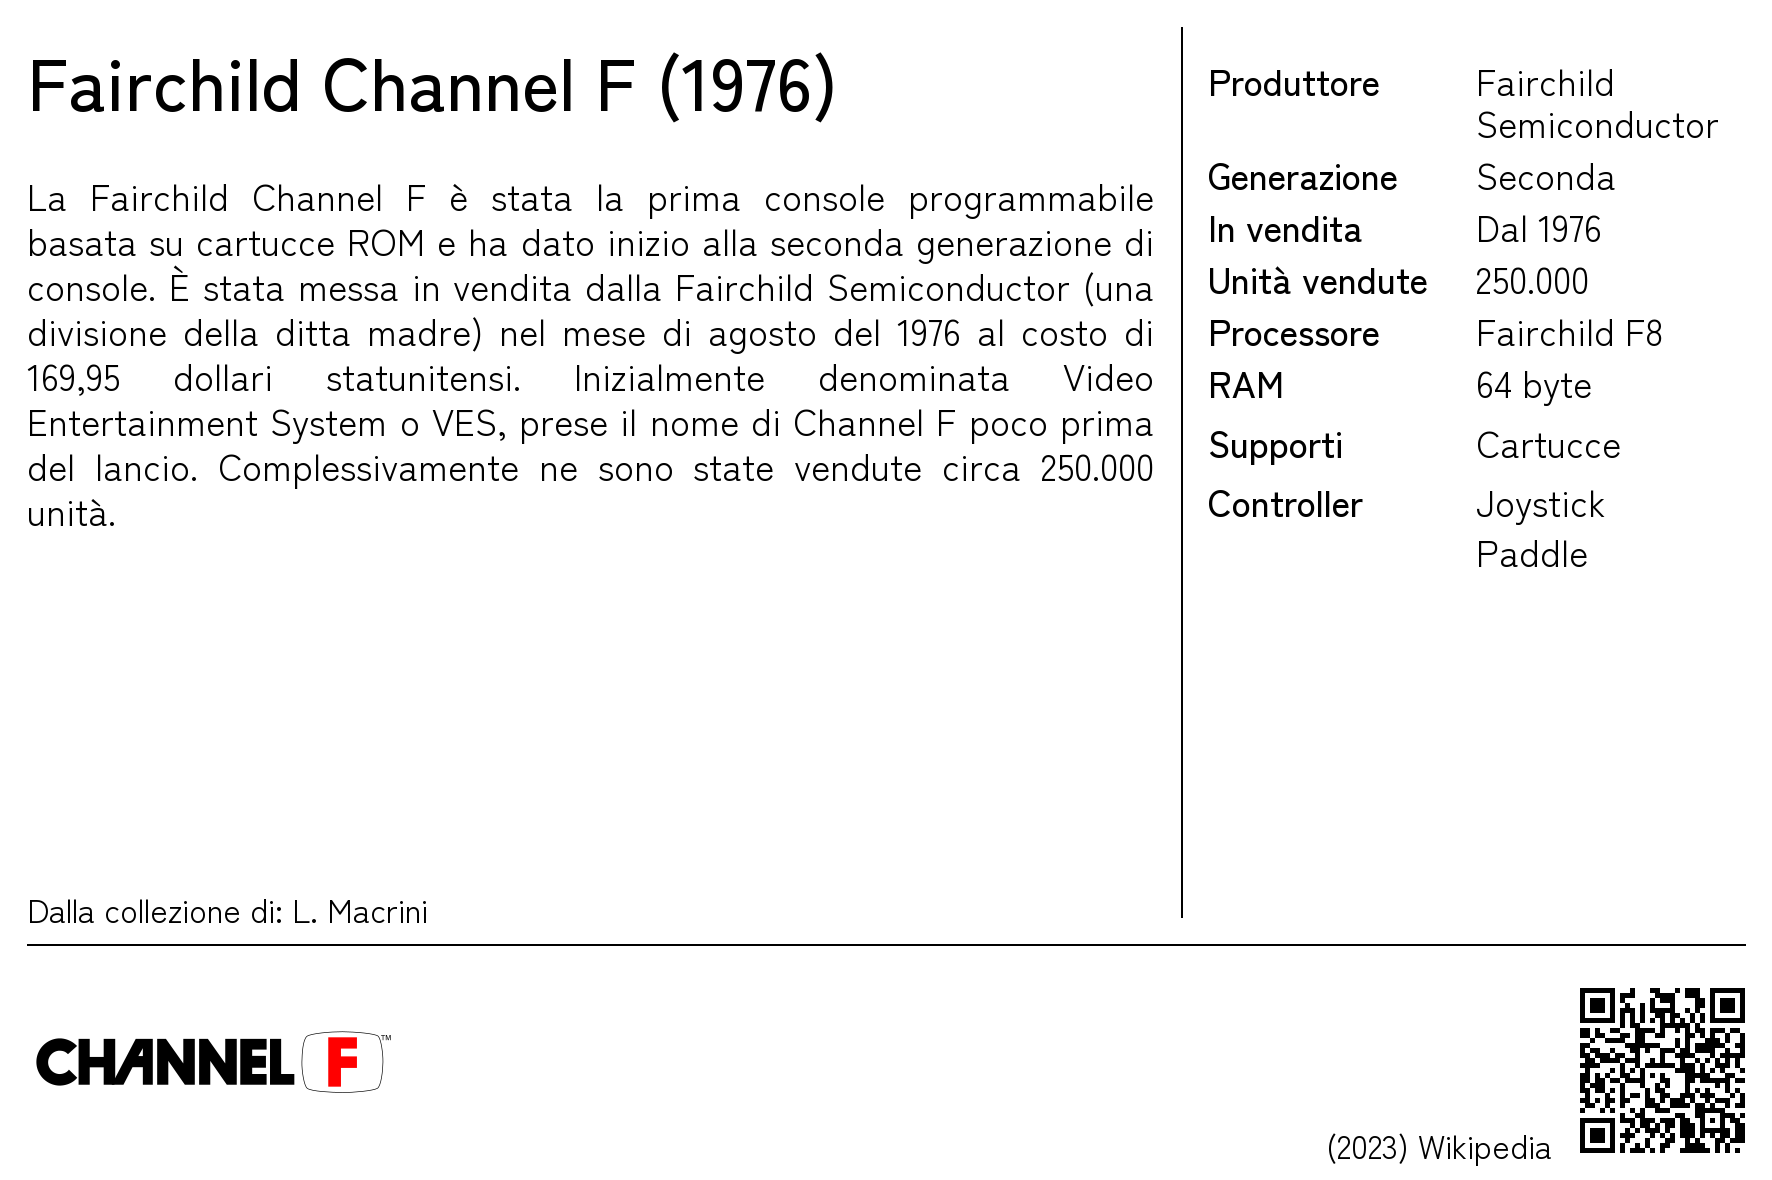 Fairchild Channel F (1976)
La Fairchild Channel F è stata la prima console programmabile
basata su cartucce ROM e ha dato inizio alla seconda generazione di
console. È stata messa in vendita dalla Fairchild Semiconductor (una
divisione della ditta madre) nel mese di agosto del 1976 al costo di
169,95 dollari statunitensi. Inizialmente denominata Video
Entertainment System o VES, prese il nome di Channel F poco prima
del lancio. Complessivamente ne sono state vendute circa 250.000
unità.
Dalla collezione di: L. Macrini
Produttore Fairchild
Semiconductor
Generazione Seconda
In vendita Dal 1976
Unità vendute 250.000
Processore Fairchild F8
RAM 64 byte
Supporti Cartucce
Controller Joystick
Paddle
CHANNEL F™
(2023) Wikipedia